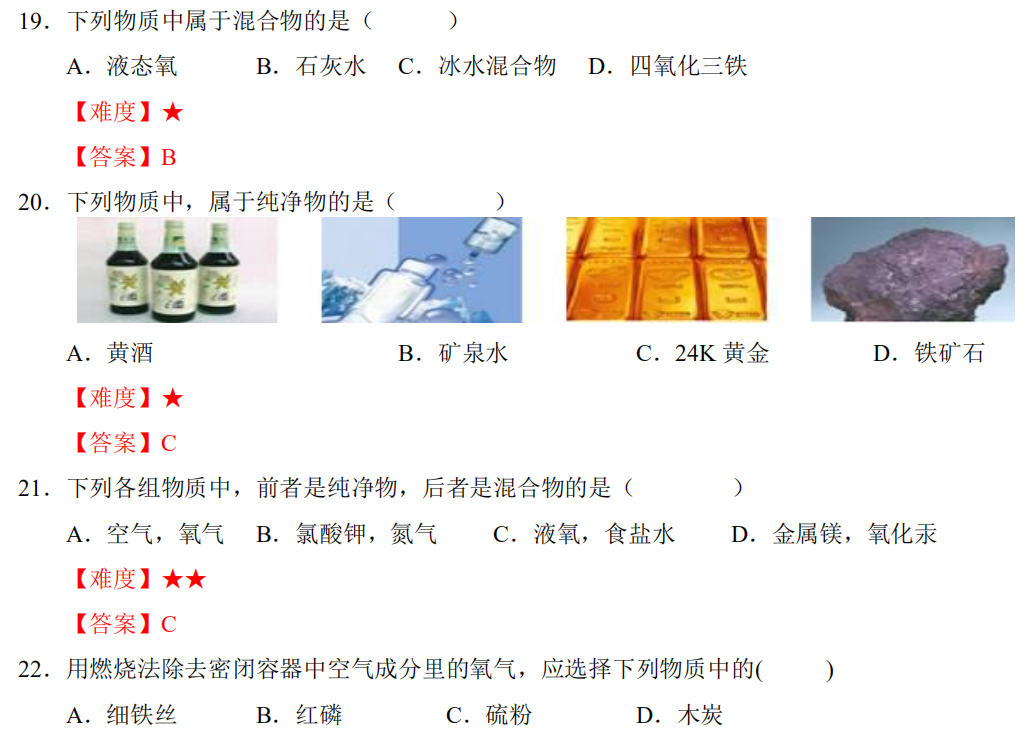 19．下列物质中属于混合物的是（　　　）
A．液态氧　　　B．石灰水　C．冰水混合物　D．四氧化三铁
【难度】★
【答案】B
20．下列物质中，属于纯净物的是（　　　　）
A．黄酒　　　B．矿泉水　　　C．24K 黄金　　　D．铁矿石
【难度】★
【答案】C
21．下列各组物质中，前者是纯净物，后者是混合物的是（　　　　）
A．空气，氧气　B．氯酸钾，氮气　　C．液氧，食盐水　　D．金属镁，氧化汞
【难度】★★
【答案】C
22．用燃烧法除去密闭容器中空气成分里的氧气，应选择下列物质中的(　　　)
A．细铁丝　　　B．红磷　　　C．硫粉　　　D．木炭